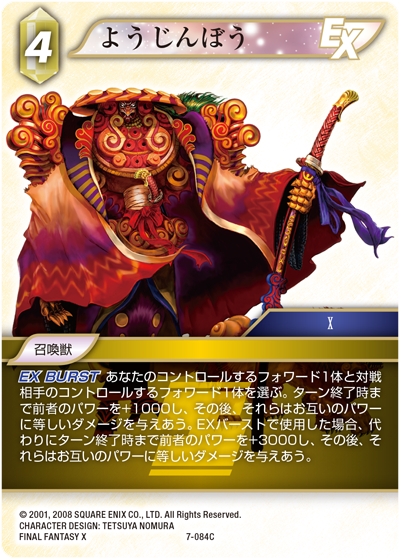 4
ようじんぼう
EX
X
召喚獣
EX BURST あなたのコントロールするフォワード1体と対戦
相手のコントロールするフォワード1体を選ぶ。ターン終了時ま
で前者のパワーを+1000し、その後、それらはお互いのパワー
に等しいダメージを与えあう。EXバーストで使用した場合、代
わりにターン終了時まで前者のパワーを+3000し、その後、そ
れらはお互いのパワーに等しいダメージを与えあう。
© 2001, 2008 SQUARE ENIX CO., LTD. All Rights Reserved.
CHARACTER DESIGN: TETSUYA NOMURA
FINAL FANTASY X 7-084C